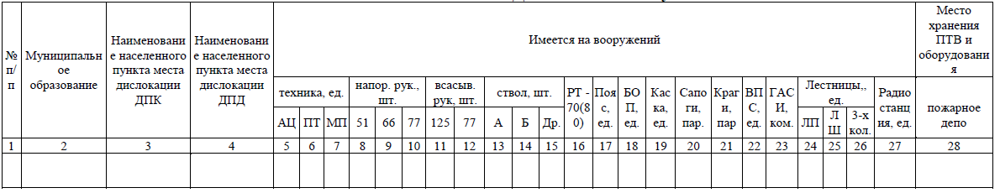 № п/п
Муниципальное образование
Наименование населенного пункта места дислокации ДПК
Наименование населенного пункта места дислокации ДПД
Имеется на вооружений
Место хранения ПТВ и оборудования
техника, ед.
напор. рук., шт.
всасыв. рук, шт.
ствол, шт.
РТ - 70(80)
Пояс, ед.
БОП, ед.
Каска, ед.
Сапоги, пар.
Краги, пар
ВПС, ед.
ГАСИ, ком.
Лестницы,, ед.
Радиостанция, ед.
пожарное депо
АЦ ПТ МП 51 66 77 125 77 А Б Др. ЛП ЛШ 3-х кол.
1 2 3 4 5 6 7 8 9 10 11 12 13 14 15 16 17 18 19 20 21 22 23 24 25 26 27 28